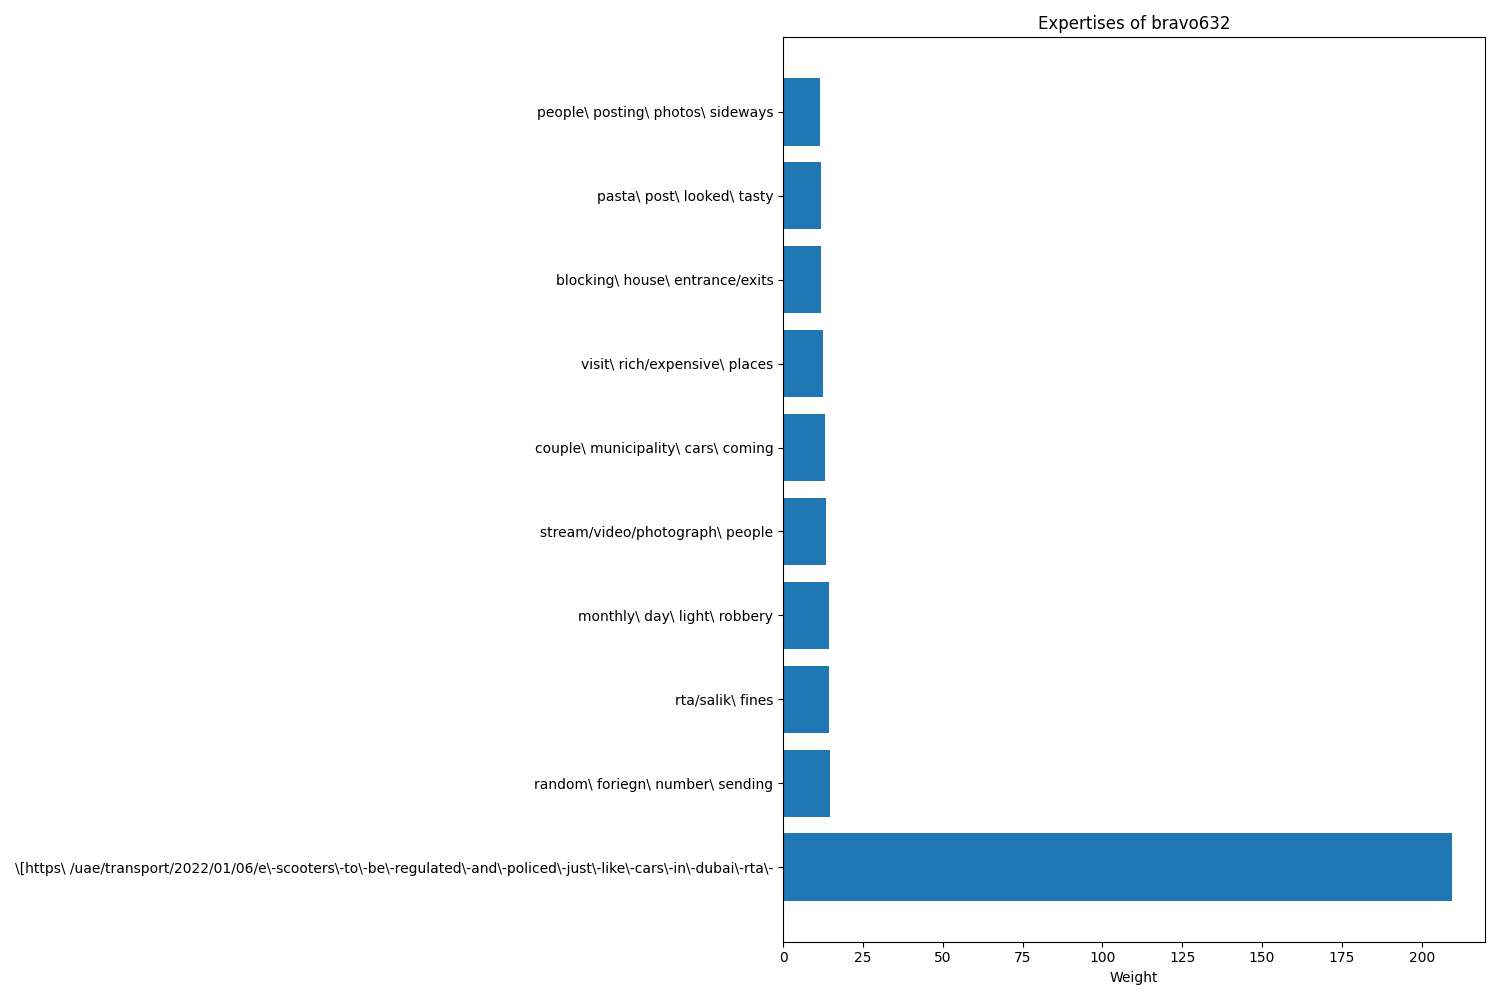 Expertises of bravo632
people\ posting\ photos\ sideways
pasta\ post\ looked\ tasty
blocking\ house\ entrance/exits
visit\ rich/expensive\ places
couple\ municipality\ cars\ coming
stream/video/photograph\ people
monthly\ day\ light\ robbery
rta/salik\ fines
random\ foriegn\ number\ sending
\[https\ /uae/transport/2022/01/06/e\-scooters\-to\-be\-regulated\-and\-policed\-just\-like\-cars\-in\-dubai\-rta\-
0 25 50 75 100 125 150 175 200
Weight